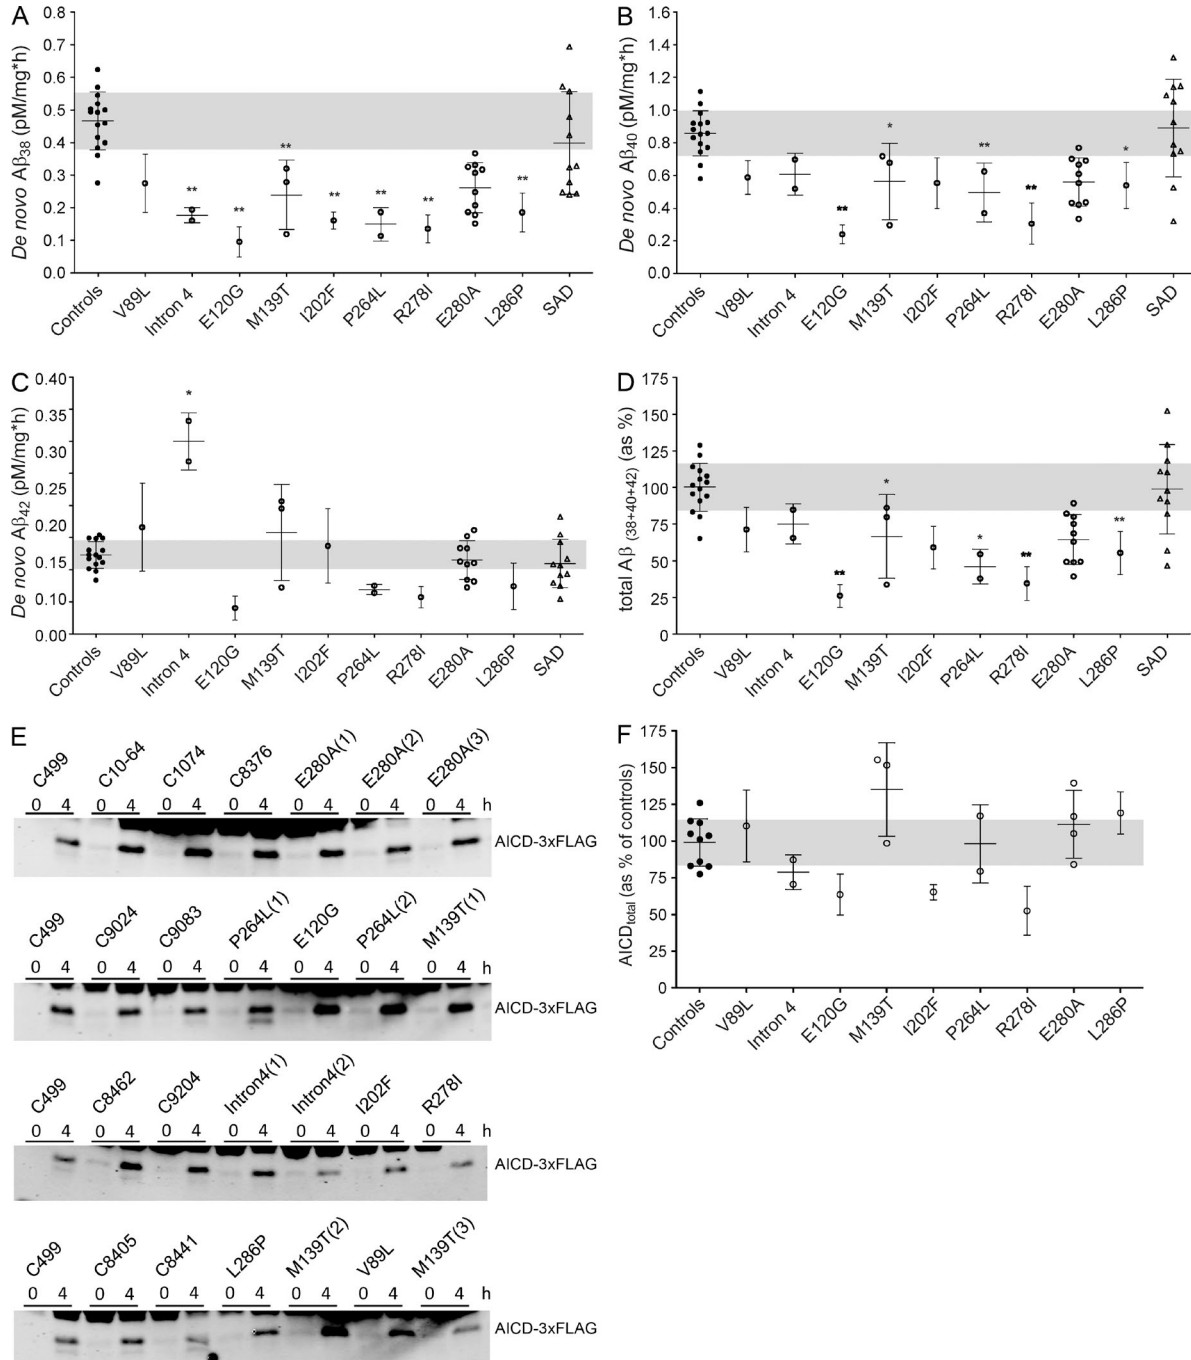 A
De novo Aβ38 (pM/mg*h)
0.8
0.7
0.6
0.5
0.4
0.3
0.2
0.1
0.0
** ** ** ** ** ** **
Controls V89L Intron 4 E120G M139T I202F P264L R278I E280A L286P SAD
B
De novo Aβ40 (pM/mg*h)
1.6
1.4
1.2
1.0
0.8
0.6
0.4
0.2
0.0
** * ** ** *
Controls V89L Intron 4 E120G M139T I202F P264L R278I E280A L286P SAD
C
De novo Aβ42 (pM/mg*h)
0.40
0.35
0.30
0.25
0.20
0.15
0.10
0.00
*
Controls V89L Intron 4 E120G M139T I202F P264L R278I E280A L286P SAD
D
total Aβ (38+40+42) (as %)
175
150
125
100
75
50
25
0
** * * ** **
Controls V89L Intron 4 E120G M139T I202F P264L R278I E280A L286P SAD
E
C499 C10-64 C1074 C8376 E280A(1) E280A(2) E280A(3)
0 4 0 4 0 4 0 4 0 4 0 4 0 4 h
AICD-3xFLAG
C499 C9024 C9083 P264L(1) E120G P264L(2) M139T(1)
0 4 0 4 0 4 0 4 0 4 0 4 0 4 h
AICD-3xFLAG
C499 C8462 C9204 Intron4(1) Intron4(2) I202F R278I
0 4 0 4 0 4 0 4 0 4 0 4 0 4 h
AICD-3xFLAG
C499 C8405 C8441 L286P M139T(2) V89L M139T(3)
0 4 0 4 0 4 0 4 0 4 0 4 0 4 h
AICD-3xFLAG
F
AICDtotal (as % of controls)
175
150
125
100
75
50
25
0
Controls V89L Intron 4 E120G M139T I202F P264L R278I E280A L286P